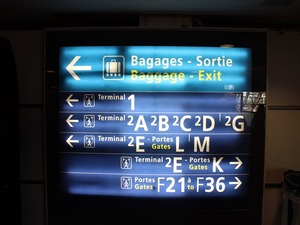 Bagages - Sortie
Baggage - Exit
Terminal 1
2A 2B 2C 2D 2G
Terminal 2E - Portes Gates L M
Terminal 2E - Portes Gates K
Portes Gates F21 à to F36